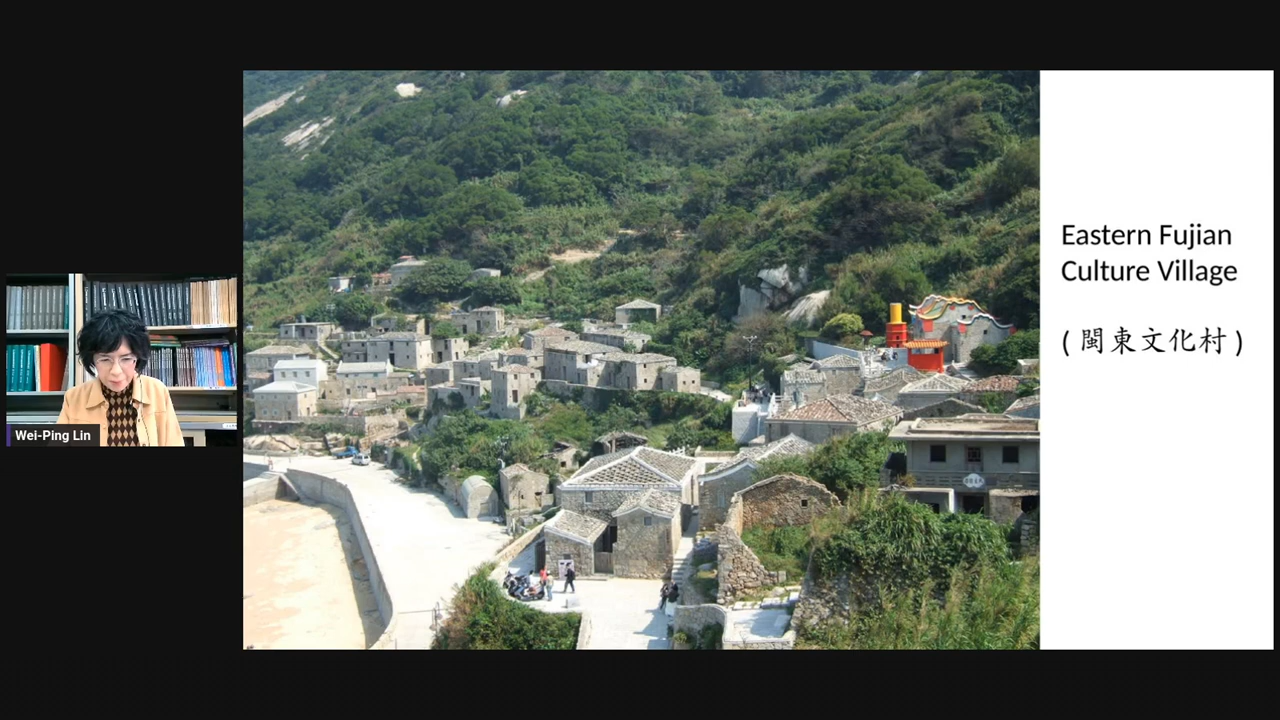 Eastern Fujian
Culture Village
( 閩東文化村 )
Wei-Ping Lin